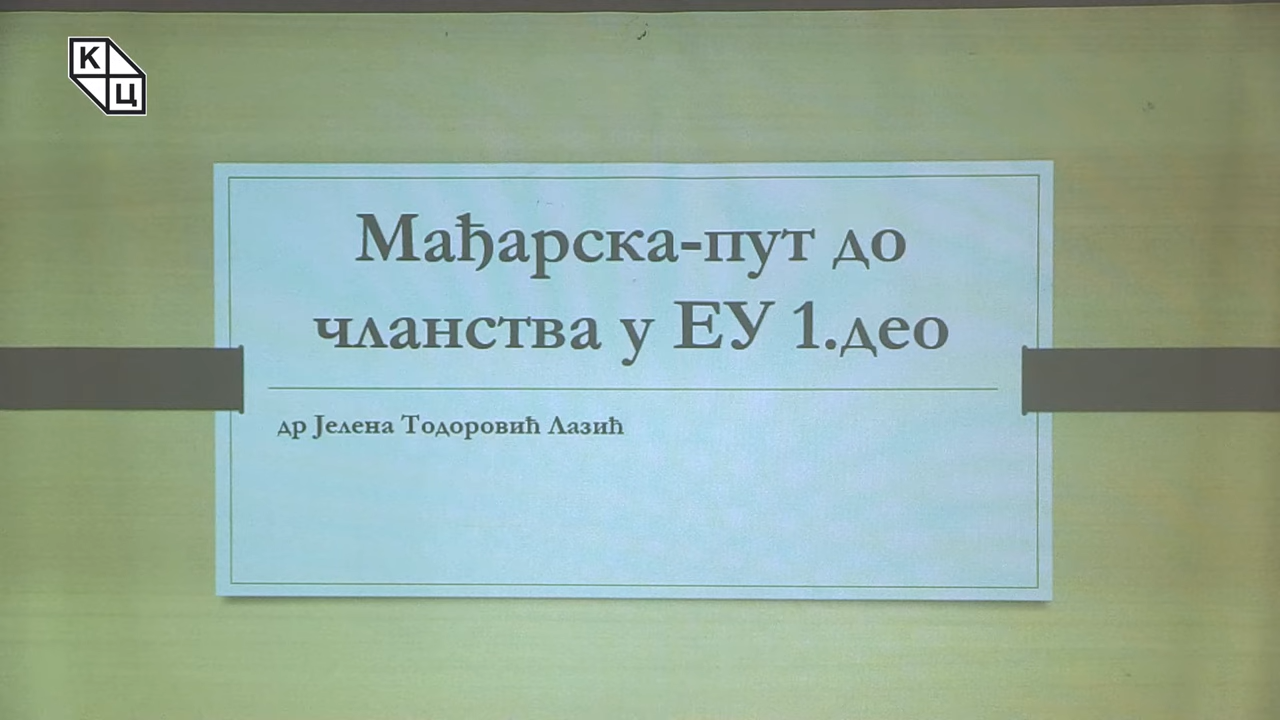 К
Ц
Мађарска-пут до
чланства у ЕУ 1.део
др Јелена Тодоровић Лазић